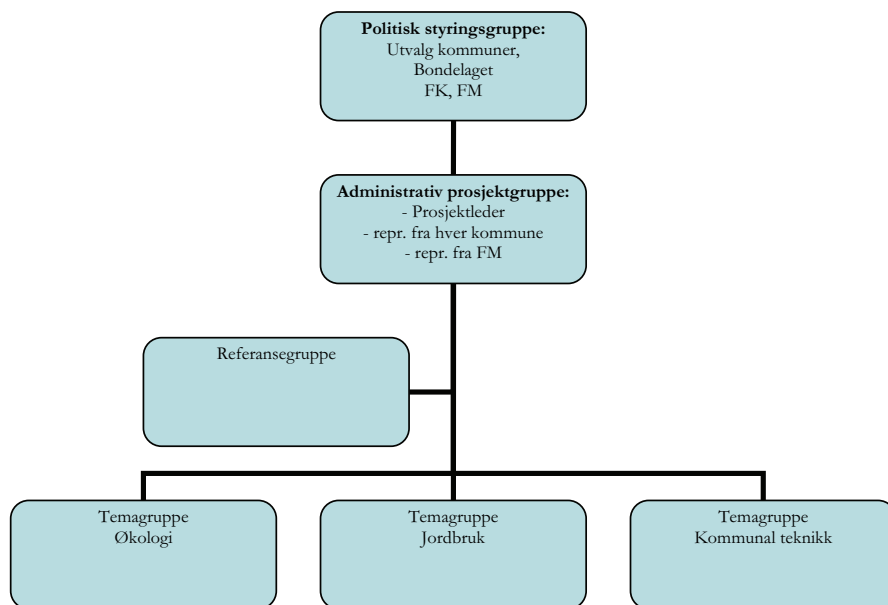 Politisk styringsgruppe:
Utvalg kommuner,
Bondelaget
FK, FM
Administrativ prosjektgruppe:
- Prosjektleder
- repr. fra hver kommune
- repr. fra FM
Referansegruppe
Temagruppe
Økologi
Temagruppe
Jordbruk
Temagruppe
Kommunal teknikk